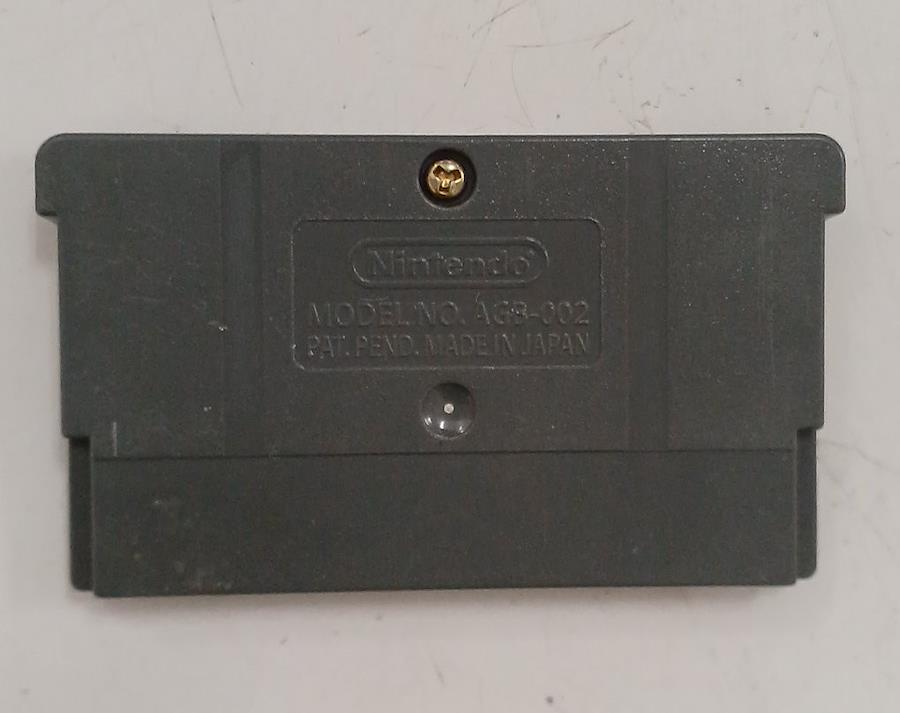 Nintendo®
MODEL NO. AGB-002
PAT. PEND. MADE IN JAPAN